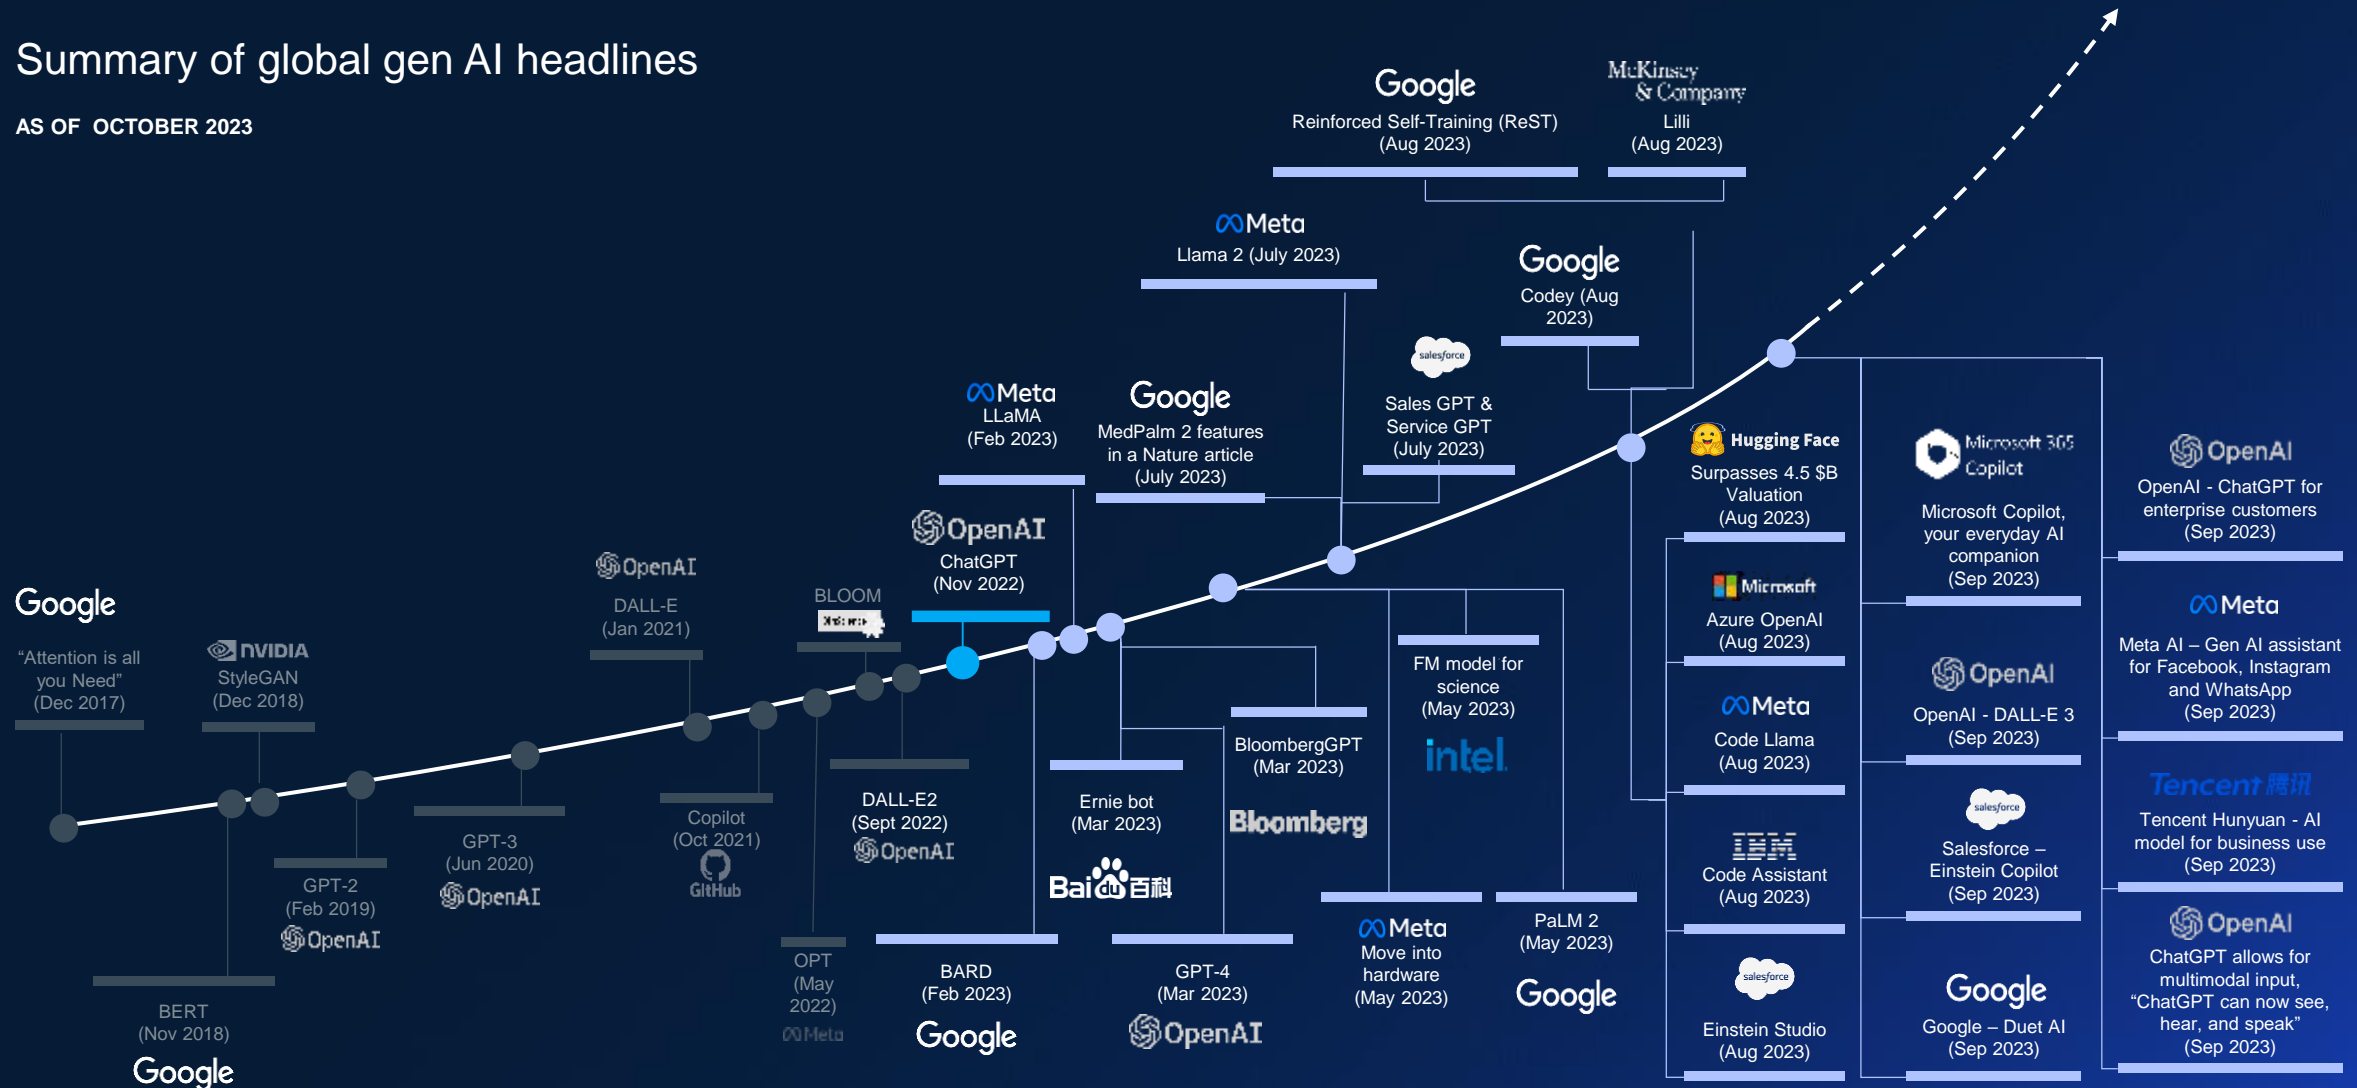 Summary of global gen AI headlines
AS OF OCTOBER 2023
Google
“Attention is all
you Need”
(Dec 2017)
BERT
(Nov 2018)
Google
NVIDIA
StyleGAN
(Dec 2018)
GPT-2
(Feb 2019)
OpenAI
GPT-3
(Jun 2020)
OpenAI
OpenAI
DALL-E
(Jan 2021)
Copilot
(Oct 2021)
GitHub
OPT
(May
2022)
Meta
BLOOM
DALL-E2
(Sept 2022)
OpenAI
OpenAI
ChatGPT
(Nov 2022)
BARD
(Feb 2023)
Google
Meta
LLaMA
(Feb 2023)
Ernie bot
(Mar 2023)
Baidu百科
GPT-4
(Mar 2023)
OpenAI
BloombergGPT
(Mar 2023)
Bloomberg
Meta
Move into
hardware
(May 2023)
FM model for
science
(May 2023)
intel
PaLM 2
(May 2023)
Google
Google
MedPalm 2 features
in a Nature article
(July 2023)
Meta
Llama 2 (July 2023)
salesforce
Sales GPT &
Service GPT
(July 2023)
Google
Reinforced Self-Training (ReST)
(Aug 2023)
McKinsey
& Company
Lilli
(Aug 2023)
Google
Codey (Aug
2023)
Hugging Face
Surpasses 4.5 $B
Valuation
(Aug 2023)
Microsoft
Azure OpenAI
(Aug 2023)
Meta
Code Llama
(Aug 2023)
IBM
Code Assistant
(Aug 2023)
salesforce
Einstein Studio
(Aug 2023)
Microsoft 365
Copilot
Microsoft Copilot,
your everyday AI
companion
(Sep 2023)
OpenAI
OpenAI - DALL-E 3
(Sep 2023)
salesforce
Salesforce –
Einstein Copilot
(Sep 2023)
Google
Google – Duet AI
(Sep 2023)
OpenAI
OpenAI - ChatGPT for
enterprise customers
(Sep 2023)
Meta
Meta AI – Gen AI assistant
for Facebook, Instagram
and WhatsApp
(Sep 2023)
Tencent 腾讯
Tencent Hunyuan - AI
model for business use
(Sep 2023)
OpenAI
ChatGPT allows for
multimodal input,
“ChatGPT can now see,
hear, and speak”
(Sep 2023)